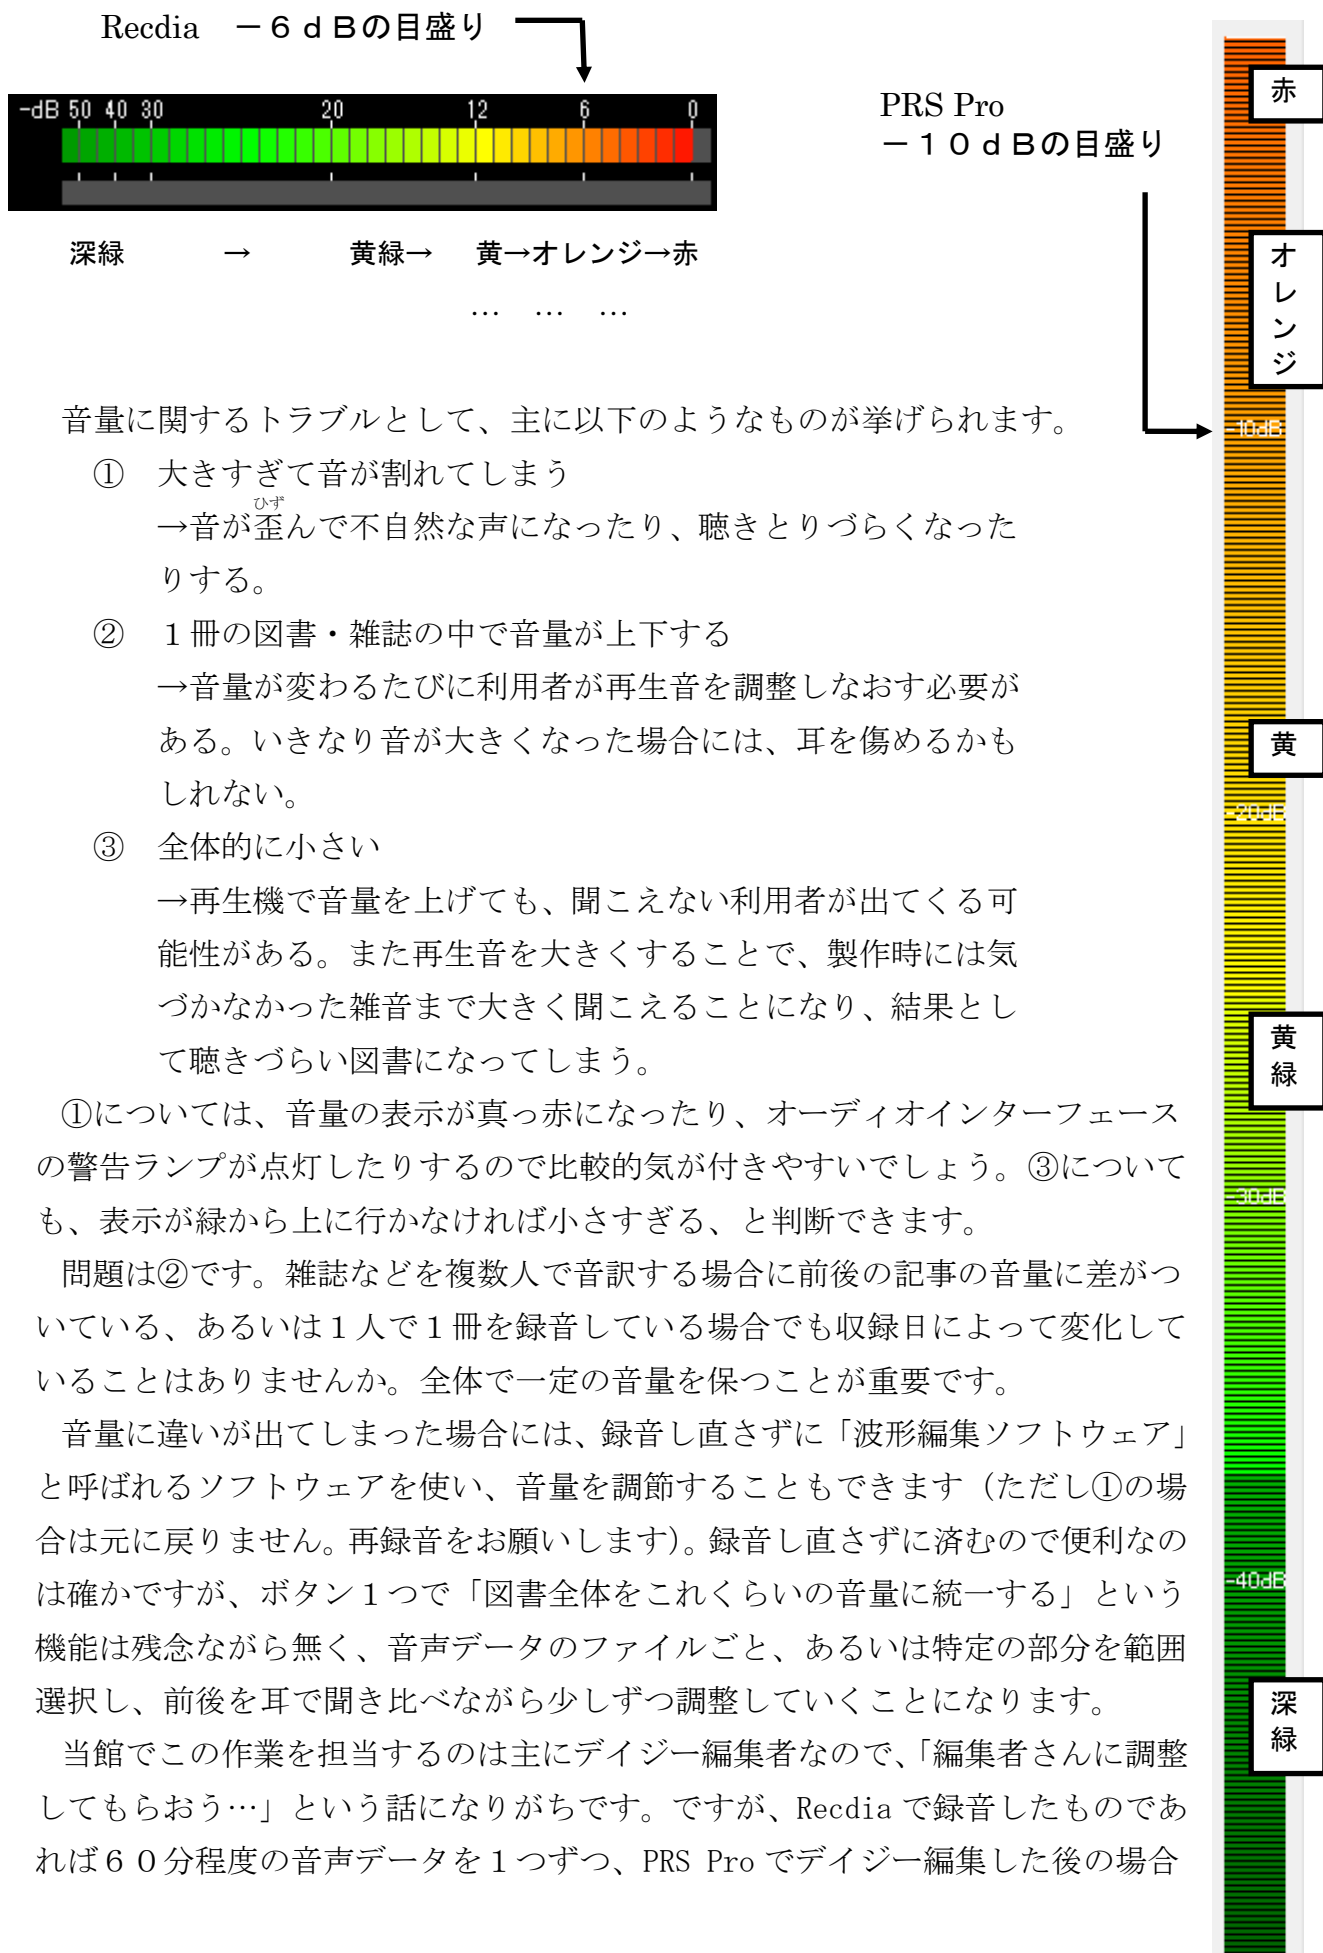 Recdia　－６ｄＢの目盛り
-dB 50 40 30 20 12 6 0
深緑　→　黄緑→　黄→オレンジ→赤
…　…　…
PRS Pro
－１０ｄＢの目盛り
赤
オレンジ
-10dB
黄
-20dB
黄緑
-30dB
-40dB
深緑
音量に関するトラブルとして、主に以下のようなものが挙げられます。
①　大きすぎて音が割れてしまう
ひず
→音が歪んで不自然な声になったり、聴きとりづらくなった
りする。
②　１冊の図書・雑誌の中で音量が上下する
→音量が変わるたびに利用者が再生音を調整しなおす必要が
ある。いきなり音が大きくなった場合には、耳を傷めるかも
しれない。
③　全体的に小さい
→再生機で音量を上げても、聞こえない利用者が出てくる可
能性がある。また再生音を大きくすることで、製作時には気
づかなかった雑音まで大きく聞こえることになり、結果とし
て聴きづらい図書になってしまう。
①については、音量の表示が真っ赤になったり、オーディオインターフェース
の警告ランプが点灯したりするので比較的気が付きやすいでしょう。③について
も、表示が緑から上に行かなければ小さすぎる、と判断できます。
問題は②です。雑誌などを複数人で音訳する場合に前後の記事の音量に差がつ
いている、あるいは１人で１冊を録音している場合でも収録日によって変化して
いることはありませんか。全体で一定の音量を保つことが重要です。
音量に違いが出てしまった場合には、録音し直さずに「波形編集ソフトウェア」
と呼ばれるソフトウェアを使い、音量を調節することもできます（ただし①の場
合は元に戻りません。再録音をお願いします）。録音し直さずに済むので便利なの
は確かですが、ボタン１つで「図書全体をこれくらいの音量に統一する」という
機能は残念ながら無く、音声データのファイルごと、あるいは特定の部分を範囲
選択し、前後を耳で聞き比べながら少しずつ調整していくことになります。
当館でこの作業を担当するのは主にデイジー編集者なので、「編集者さんに調整
してもらおう…」という話になりがちです。ですが、Recdia で録音したものであ
れば６０分程度の音声データを１つずつ、PRS Pro でデイジー編集した後の場合